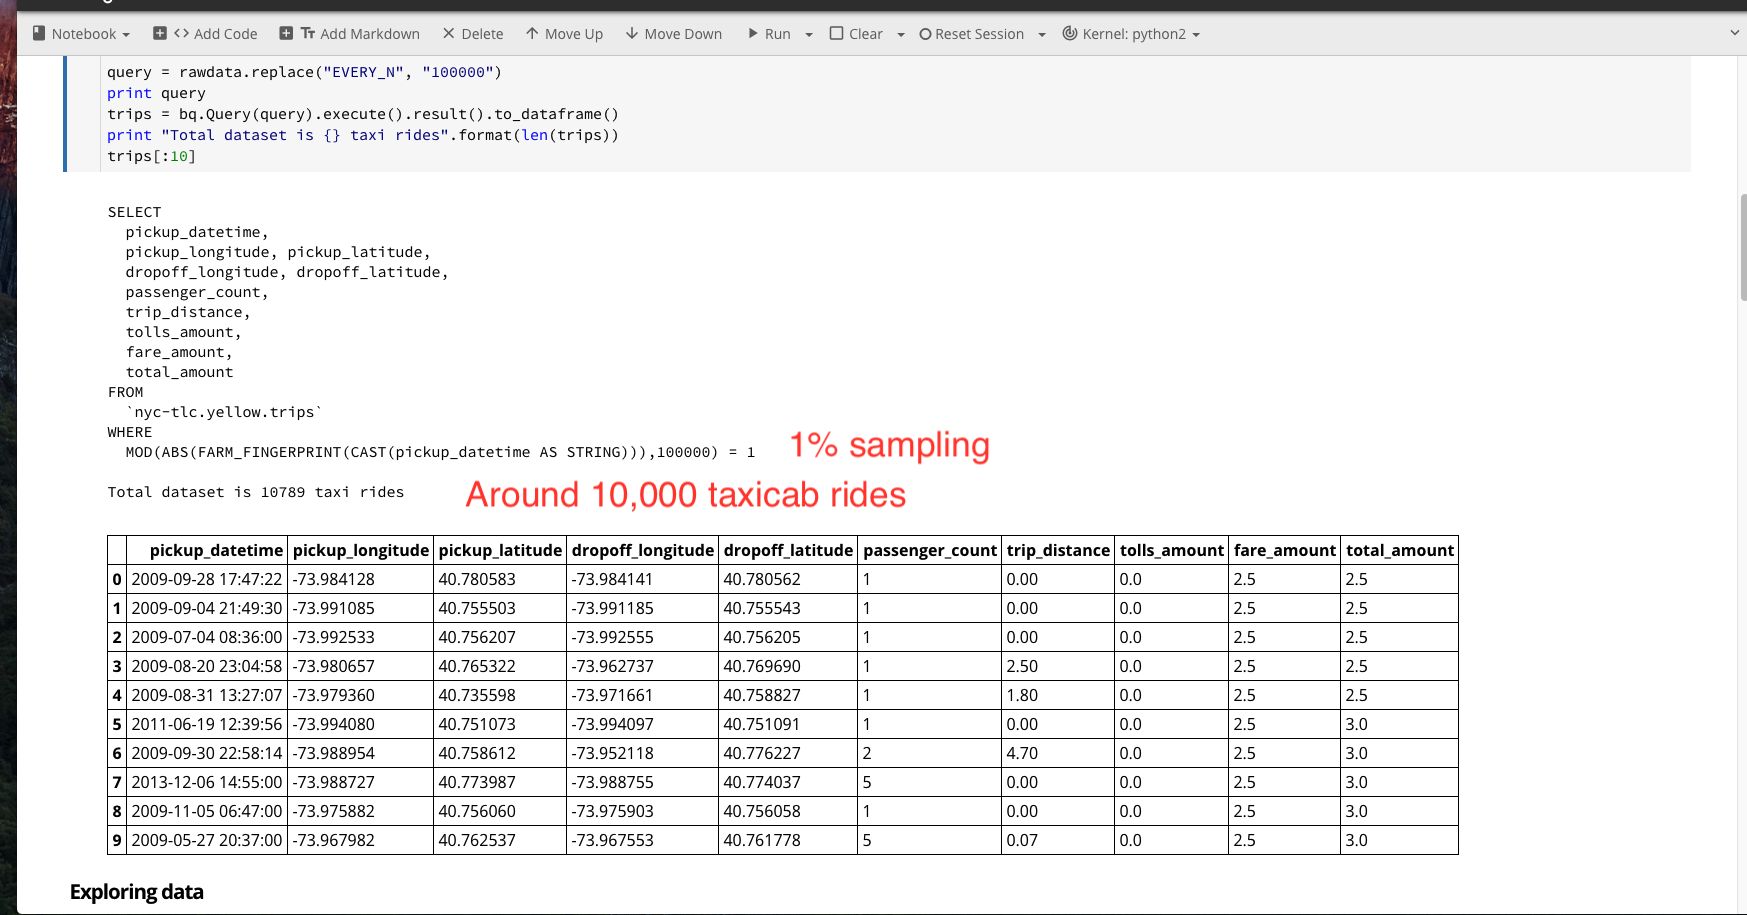 Notebook Add Code Add Markdown Delete Move Up Move Down Run Clear Reset Session Kernel: python2
query = rawdata.replace("EVERY_N", "100000")
print query
trips = bq.Query(query).execute().result().to_dataframe()
print "Total dataset is {} taxi rides".format(len(trips))
trips[:10]
SELECT
pickup_datetime,
pickup_longitude, pickup_latitude,
dropoff_longitude, dropoff_latitude,
passenger_count,
trip_distance,
tolls_amount,
fare_amount,
total_amount
FROM
`nyc-tlc.yellow.trips`
WHERE
MOD(ABS(FARM_FINGERPRINT(CAST(pickup_datetime AS STRING))),100000) = 1 1% sampling
Total dataset is 10789 taxi rides Around 10,000 taxicab rides
pickup_datetime pickup_longitude pickup_latitude dropoff_longitude dropoff_latitude passenger_count trip_distance tolls_amount fare_amount total_amount
0 2009-09-28 17:47:22 -73.984128 40.780583 -73.984141 40.780562 1 0.00 0.0 2.5 2.5
1 2009-09-04 21:49:30 -73.991085 40.755503 -73.991185 40.755543 1 0.00 0.0 2.5 2.5
2 2009-07-04 08:36:00 -73.992533 40.756207 -73.992555 40.756205 1 0.00 0.0 2.5 2.5
3 2009-08-20 23:04:58 -73.980657 40.765322 -73.962737 40.769690 1 2.50 0.0 2.5 2.5
4 2009-08-31 13:27:07 -73.979360 40.735598 -73.971661 40.758827 1 1.80 0.0 2.5 2.5
5 2011-06-19 12:39:56 -73.994080 40.751073 -73.994097 40.751091 1 0.00 0.0 2.5 3.0
6 2009-09-30 22:58:14 -73.988954 40.758612 -73.952118 40.776227 2 4.70 0.0 2.5 3.0
7 2013-12-06 14:55:00 -73.988727 40.773987 -73.988755 40.774037 5 0.00 0.0 2.5 3.0
8 2009-11-05 06:47:00 -73.975882 40.756060 -73.975903 40.756058 1 0.00 0.0 2.5 3.0
9 2009-05-27 20:37:00 -73.967982 40.762537 -73.967553 40.761778 5 0.07 0.0 2.5 3.0
Exploring data